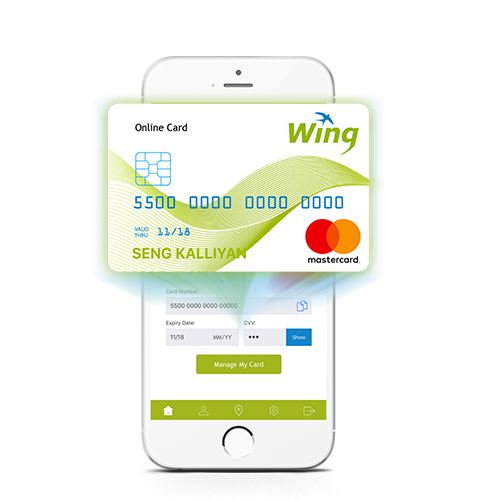 Online Card
Wing
5500 0000 0000 0000 0000
VALID
THRU 11/18
SENG KALLIYAN
mastercard.
Card Number:
5500 0000 0000 00000
Expiry Date: CVV:
11/18 MM/YY ••• Show
Manage My Card